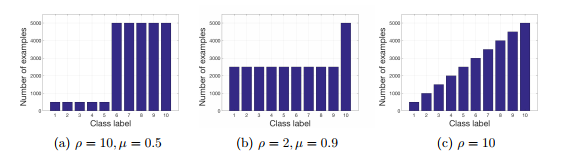 Number of examples
5000
4000
3000
2000
1000
0
1 2 3 4 5 6 7 8 9 10
Class label
(a) ρ = 10, μ = 0.5
Number of examples
5000
4000
3000
2000
1000
0
1 2 3 4 5 6 7 8 9 10
Class label
(b) ρ = 2, μ = 0.9
Number of examples
5000
4000
3000
2000
1000
0
1 2 3 4 5 6 7 8 9 10
Class label
(c) ρ = 10